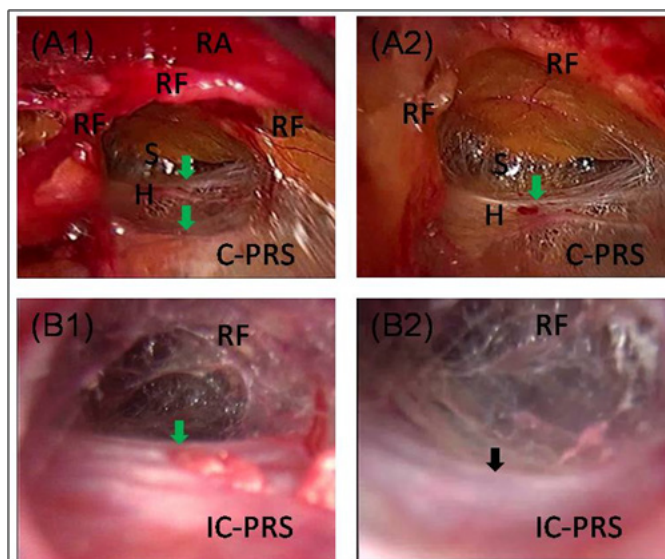 (A1)
RA
RF
RF
RF
S
H
C-PRS
(A2)
RF
RF
S
H
C-PRS
(B1)
RF
IC-PRS
(B2)
RF
IC-PRS